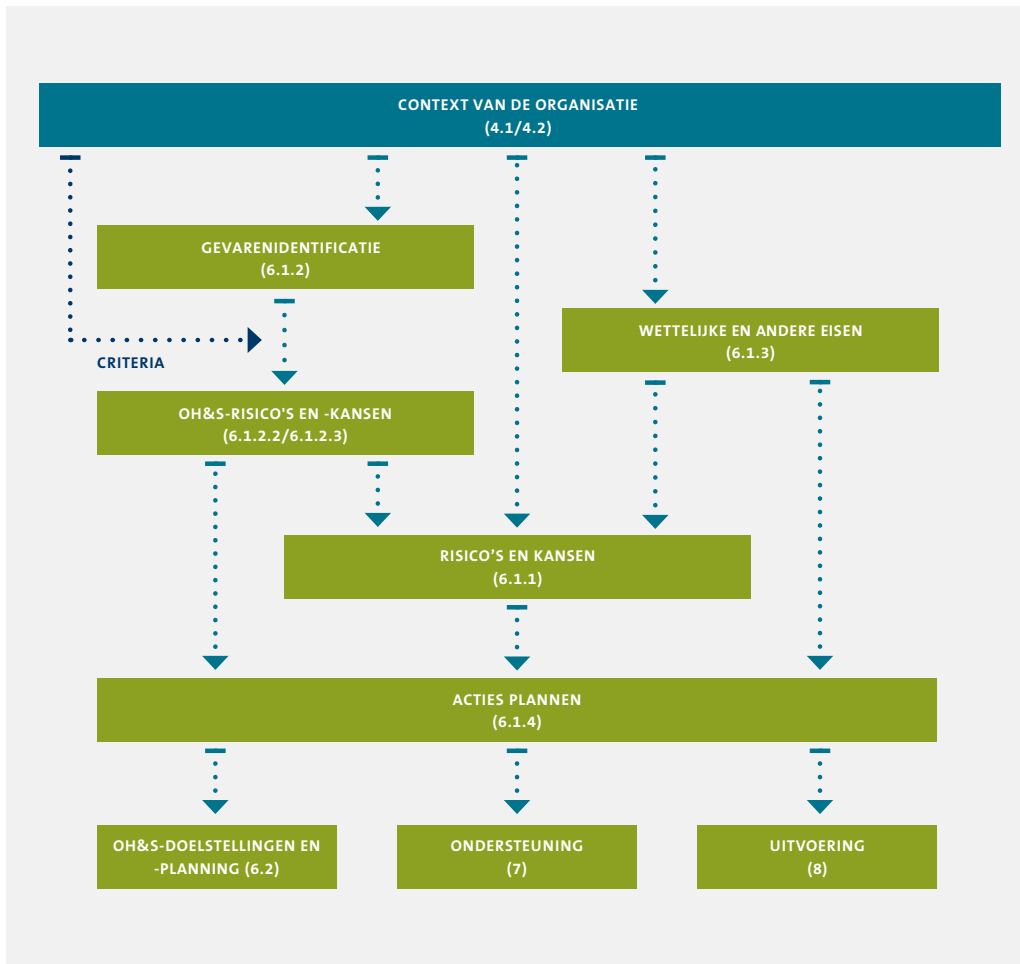 CONTEXT VAN DE ORGANISATIE
(4.1/4.2)
GEVARENIDENTIFICATIE
(6.1.2)
WETTELIJKE EN ANDERE EISEN
(6.1.3)
CRITERIA
OH&S-RISICO'S EN -KANSEN
(6.1.2.2/6.1.2.3)
RISICO’S EN KANSEN
(6.1.1)
ACTIES PLANNEN
(6.1.4)
OH&S-DOELSTELLINGEN EN
-PLANNING (6.2)
ONDERSTEUNING
(7)
UITVOERING
(8)